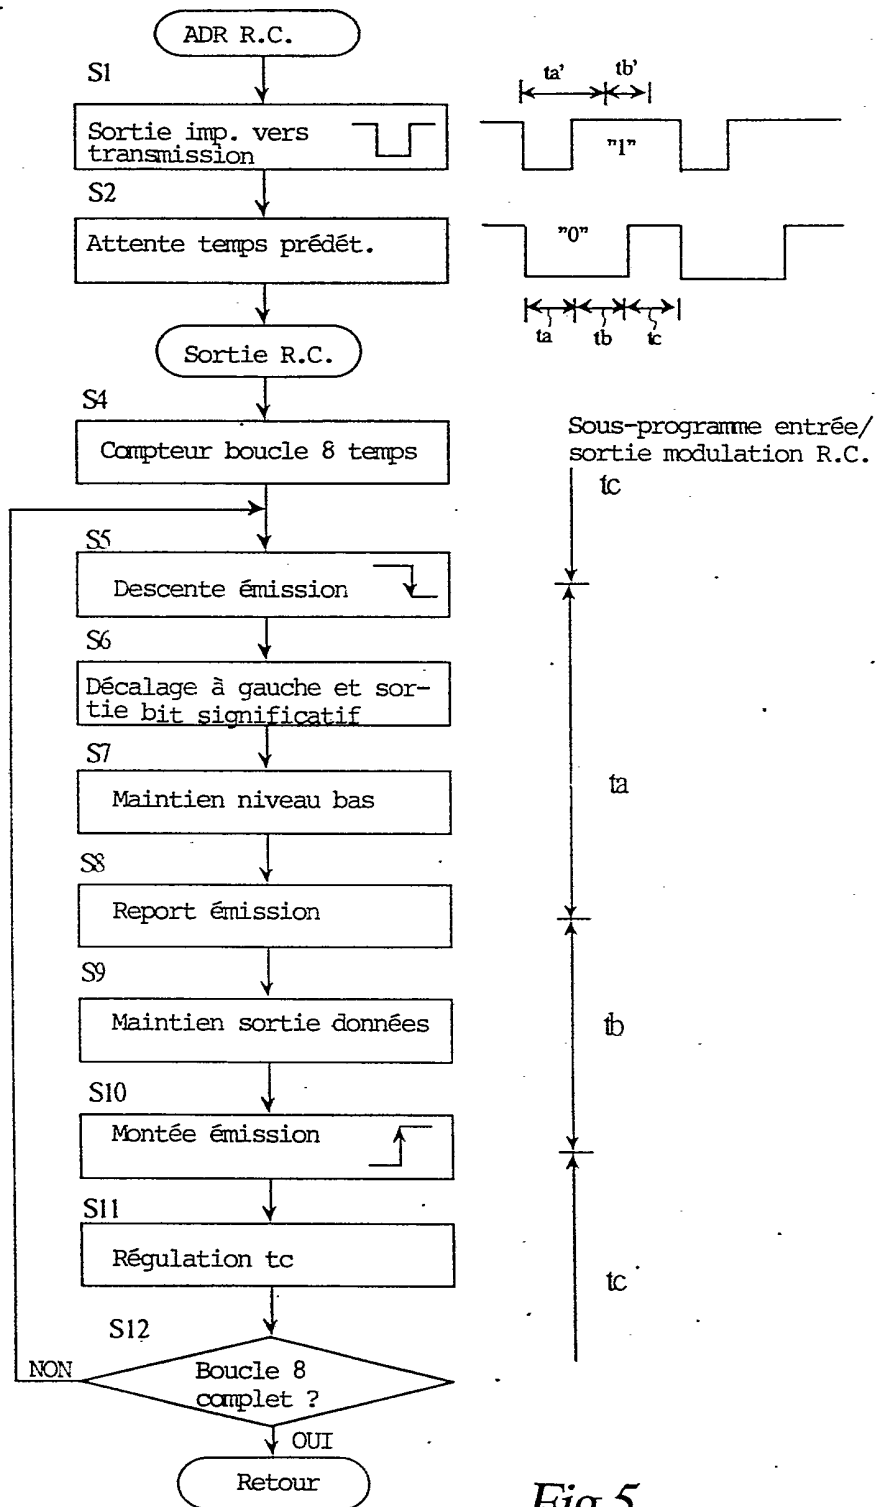 ADR R.C.
S1
Sortie imp. vers
transmission
S2
Attente temps prédét.
Sortie R.C.
S4
Compteur boucle 8 temps
S5
Descente émission
S6
Décalage à gauche et sor-
tie bit significatif
S7
Maintien niveau bas
S8
Report émission
S9
Maintien sortie données
S10
Montée émission
S11
Régulation tc
S12
NON
Boucle 8
complet ?
OUI
Retour
ta' tb'
"1"
"0"
ta tb tc
Sous-programme entrée/
sortie modulation R.C.
tc
ta
tb
tc
Fig 5